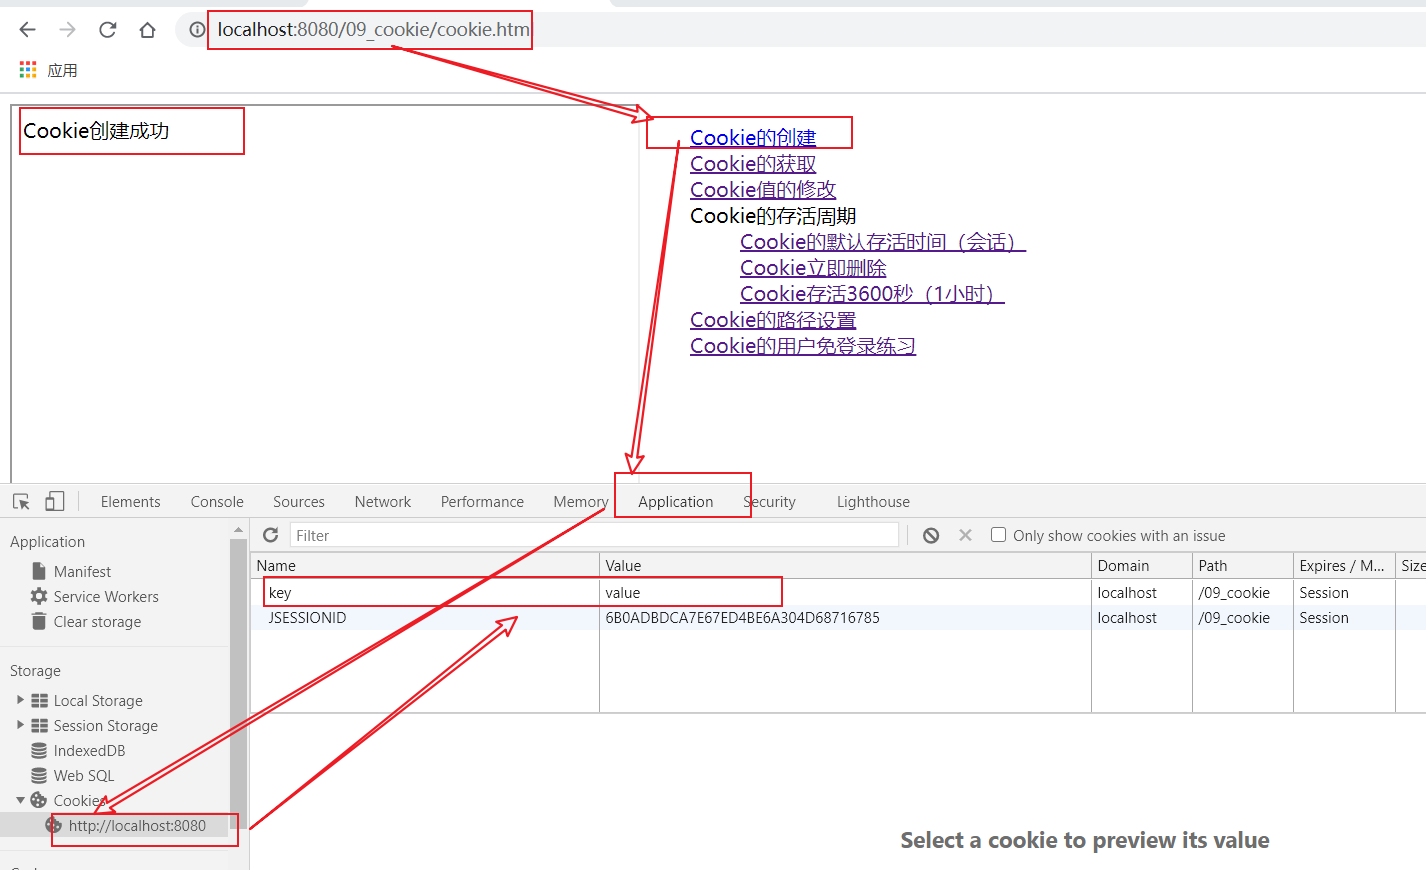 localhost:8080/09_cookie/cookie.htm
应用
Cookie创建成功
Cookie的创建
Cookie的获取
Cookie值的修改
Cookie的存活周期
Cookie的默认存活时间（会话）
Cookie立即删除
Cookie存活3600秒（1小时）
Cookie的路径设置
Cookie的用户免登录练习
Elements Console Sources Network Performance Memory Application Security Lighthouse
Application
Manifest
Service Workers
Clear storage
Storage
Local Storage
Session Storage
IndexedDB
Web SQL
Cookies
http://localhost:8080
Filter
Only show cookies with an issue
Name Value Domain Path Expires / M... Size
key value localhost /09_cookie Session
JSESSIONID 6B0ADBDCA7E67ED4BE6A304D68716785 localhost /09_cookie Session
Select a cookie to preview its value